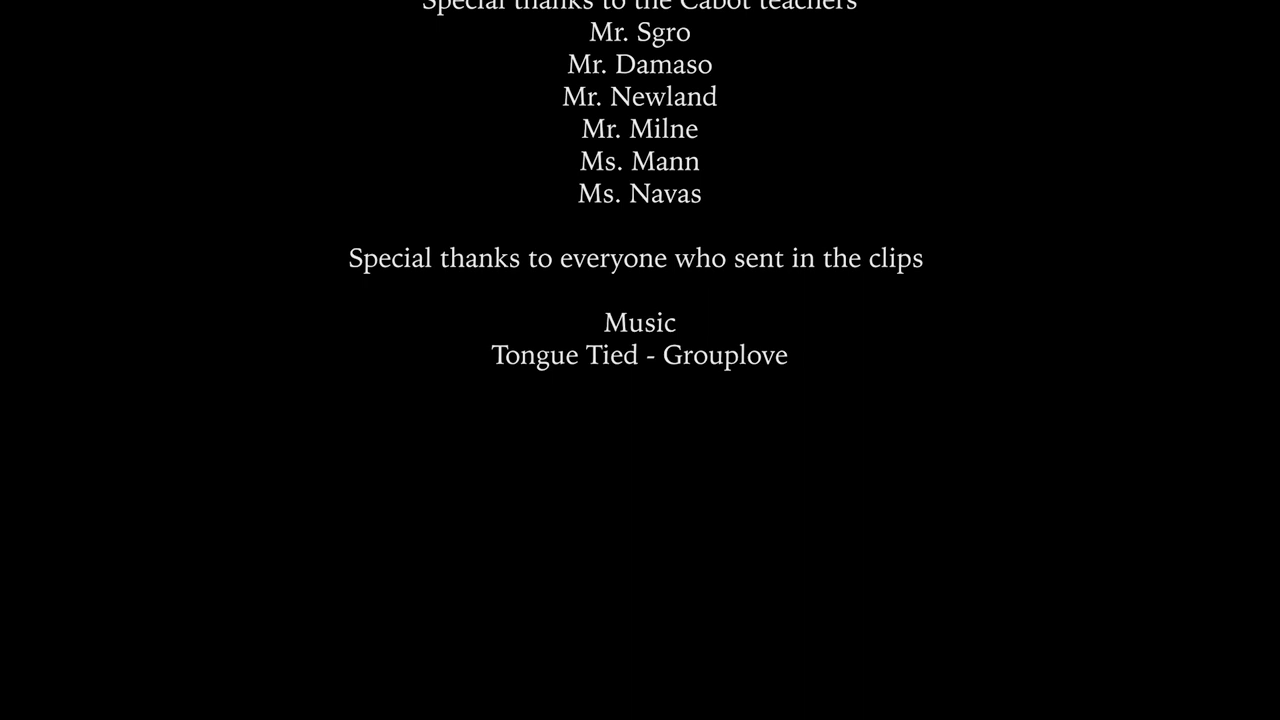 Special thanks to the Cabot teachers
Mr. Sgro
Mr. Damaso
Mr. Newland
Mr. Milne
Ms. Mann
Ms. Navas
Special thanks to everyone who sent in the clips
Music
Tongue Tied - Grouplove